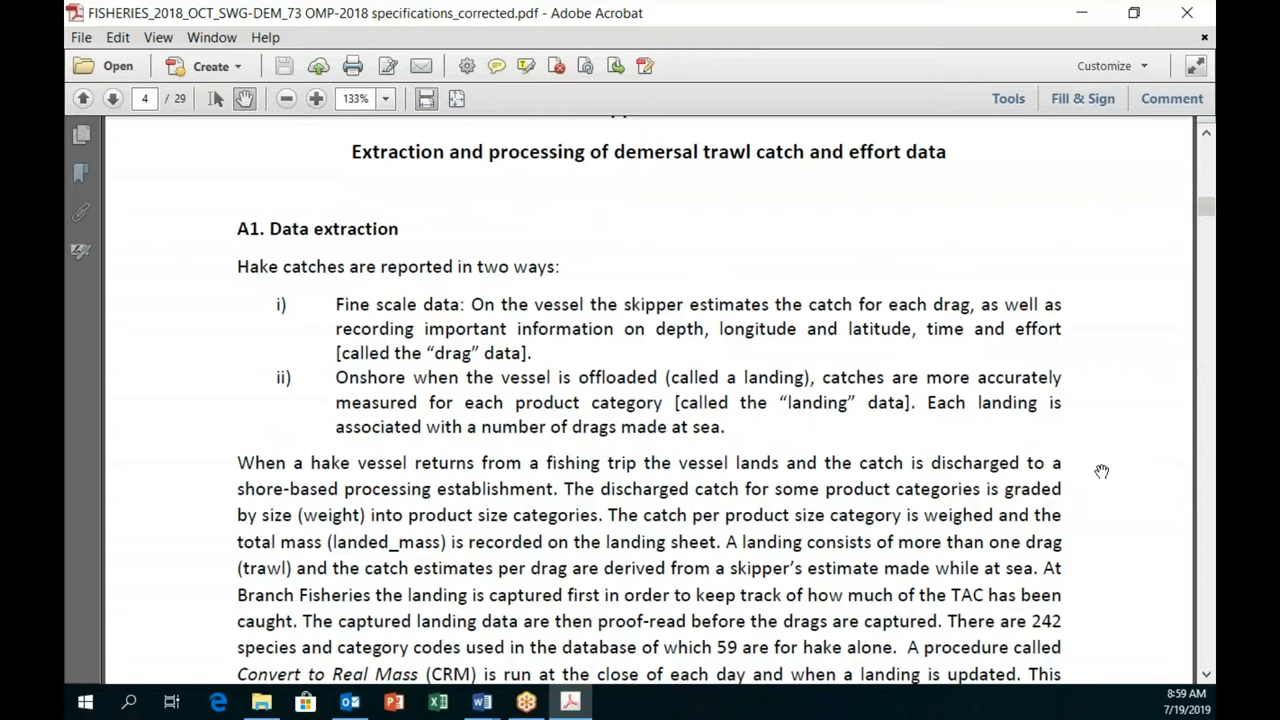 FISHERIES_2018_OCT_SWG-DEM_73 OMP-2018 specifications_corrected.pdf - Adobe Acrobat
File Edit View Window Help
Open Create Customize
4 / 29 133% Tools Fill & Sign Comment
Extraction and processing of demersal trawl catch and effort data
A1. Data extraction
Hake catches are reported in two ways:
i) Fine scale data: On the vessel the skipper estimates the catch for each drag, as well as
recording important information on depth, longitude and latitude, time and effort
[called the “drag” data].
ii) Onshore when the vessel is offloaded (called a landing), catches are more accurately
measured for each product category [called the “landing” data]. Each landing is
associated with a number of drags made at sea.
When a hake vessel returns from a fishing trip the vessel lands and the catch is discharged to a
shore-based processing establishment. The discharged catch for some product categories is graded
by size (weight) into product size categories. The catch per product size category is weighed and the
total mass (landed_mass) is recorded on the landing sheet. A landing consists of more than one drag
(trawl) and the catch estimates per drag are derived from a skipper’s estimate made while at sea. At
Branch Fisheries the landing is captured first in order to keep track of how much of the TAC has been
caught. The captured landing data are then proof-read before the drags are captured. There are 242
species and category codes used in the database of which 59 are for hake alone. A procedure called
Convert to Real Mass (CRM) is run at the close of each day and when a landing is updated. This
8:59 AM
7/19/2019